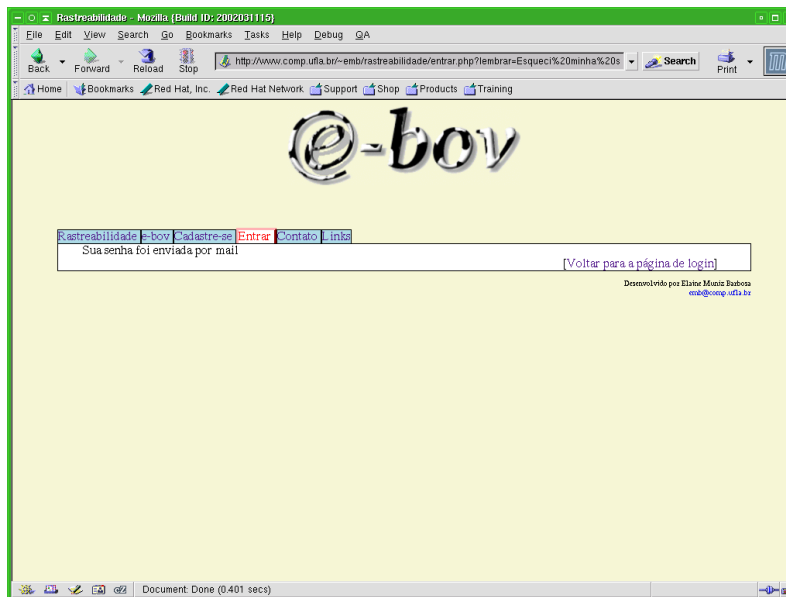 Rastreabilidade - Mozilla {Build ID: 2002031115}
File Edit View Search Go Bookmarks Tasks Help Debug QA
Back Forward Reload Stop http://www.comp.ufla.br/~emb/rastreabilidade/entrar.php?lembrar=Esqueci%20minha%20s Search Print
Home Bookmarks Red Hat, Inc. Red Hat Network Support Shop Products Training
e-bov
Rastreabilidade e-bov Cadastre-se Entrar Contato Links
Sua senha foi enviada por mail
[Voltar para a página de login]
Desenvolvido por Elaine Muniz Barbosa
emb@comp.ufla.br
Document: Done (0.401 secs)